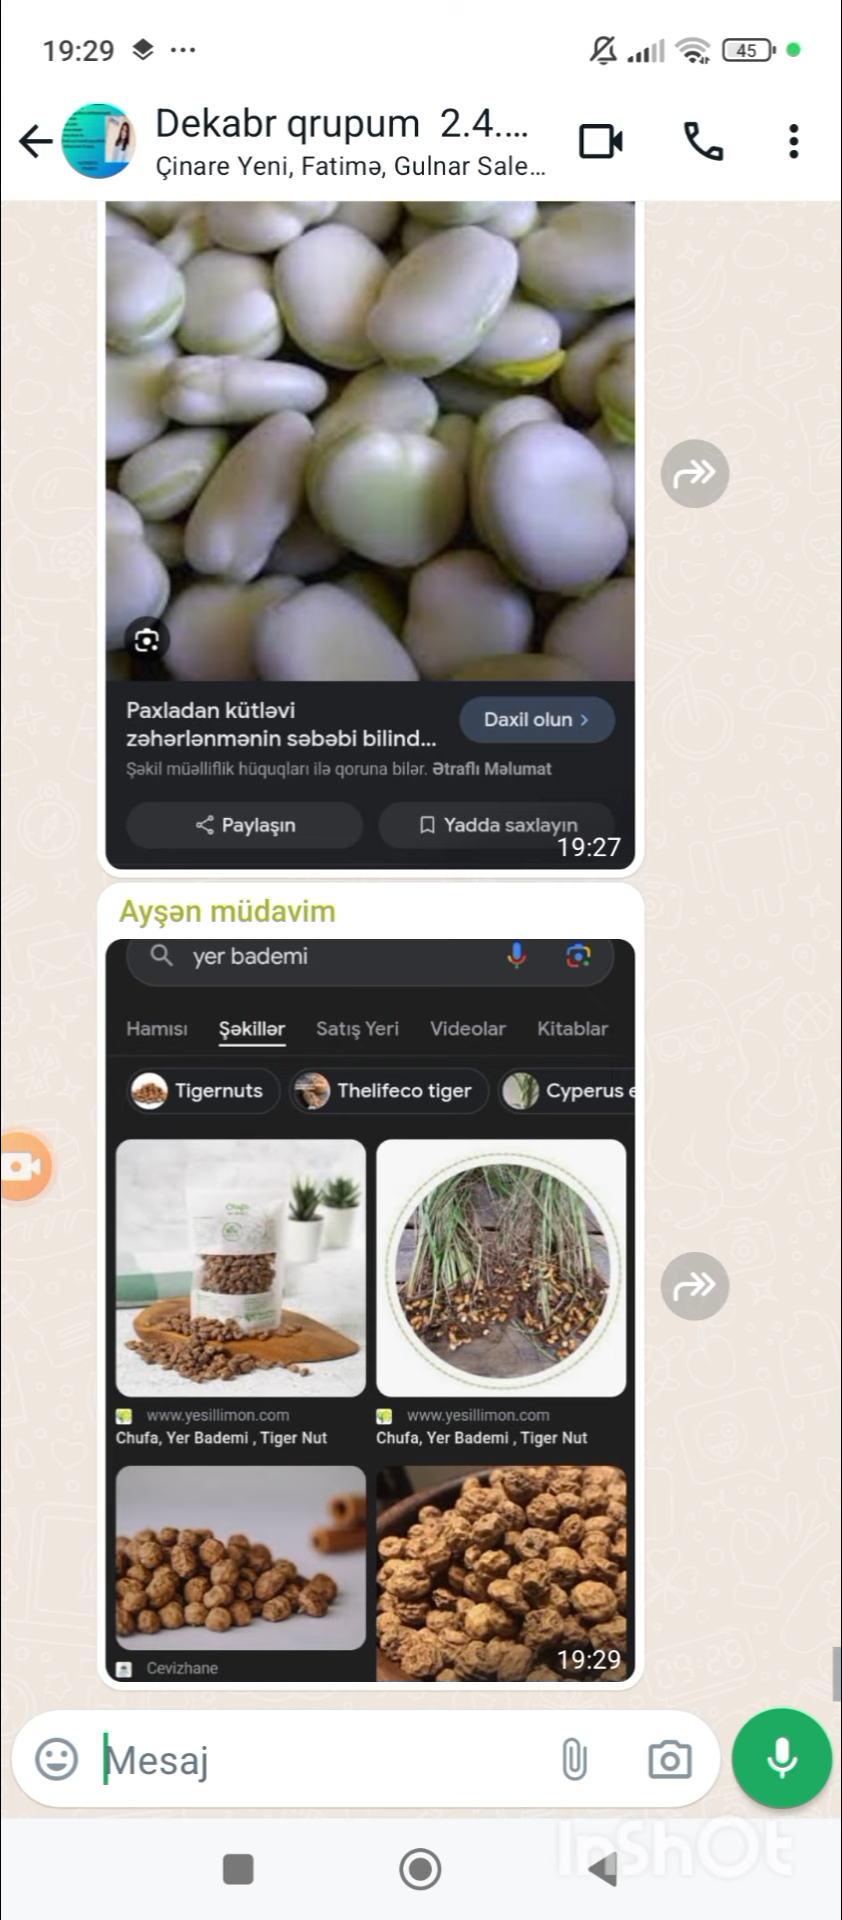 19:29
45
Dekabr qrupum 2.4....
Çinare Yeni, Fatimə, Gulnar Sale...
Paxladan kütləvi
zəhərlənmənin səbəbi bilind...
Daxil olun >
Şəkil müəlliflik hüquqları ilə qoruna bilər. Ətraflı Məlumat
Paylaşın
Yadda saxlayın
19:27
Ayşən müdavim
yer bademi
Hamısı Şəkillər Satış Yeri Videolar Kitablar
Tigernuts
Thelifeco tiger
Cyperus e
Chufa
www.yesillimon.com
Chufa, Yer Bademi , Tiger Nut
www.yesillimon.com
Chufa, Yer Bademi , Tiger Nut
Cevizhane
19:29
Mesaj
InShOt